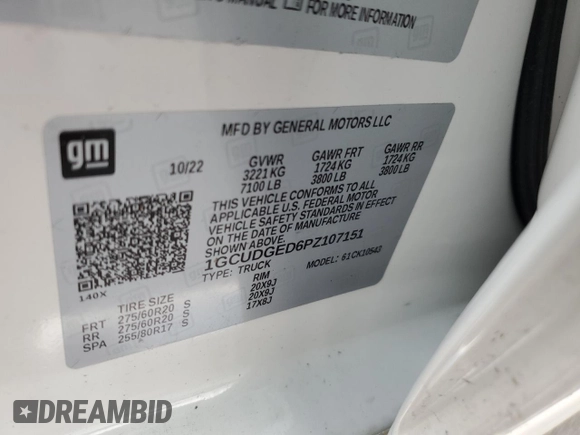 'S MANUAL FOR MORE INFORMATION
MFD BY GENERAL MOTORS LLC
gm
10/22 GVWR GAWR FRT GAWR RR
3221 KG 1724 KG 1724 KG
7100 LB 3800 LB 3800 LB
THIS VEHICLE CONFORMS TO ALL
APPLICABLE U.S. FEDERAL MOTOR
VEHICLE SAFETY STANDARDS IN EFFECT
ON THE DATE OF MANUFACTURE
SHOWN ABOVE.
1GCUDGED6PZ107151
TYPE: TRUCK MODEL: 61CK10543
140X
TIRE SIZE RIM
FRT 275/60R20 S 20X9J
RR 275/60R20 S 20X9J
SPA 255/80R17 S 17X8J
DREAMBID